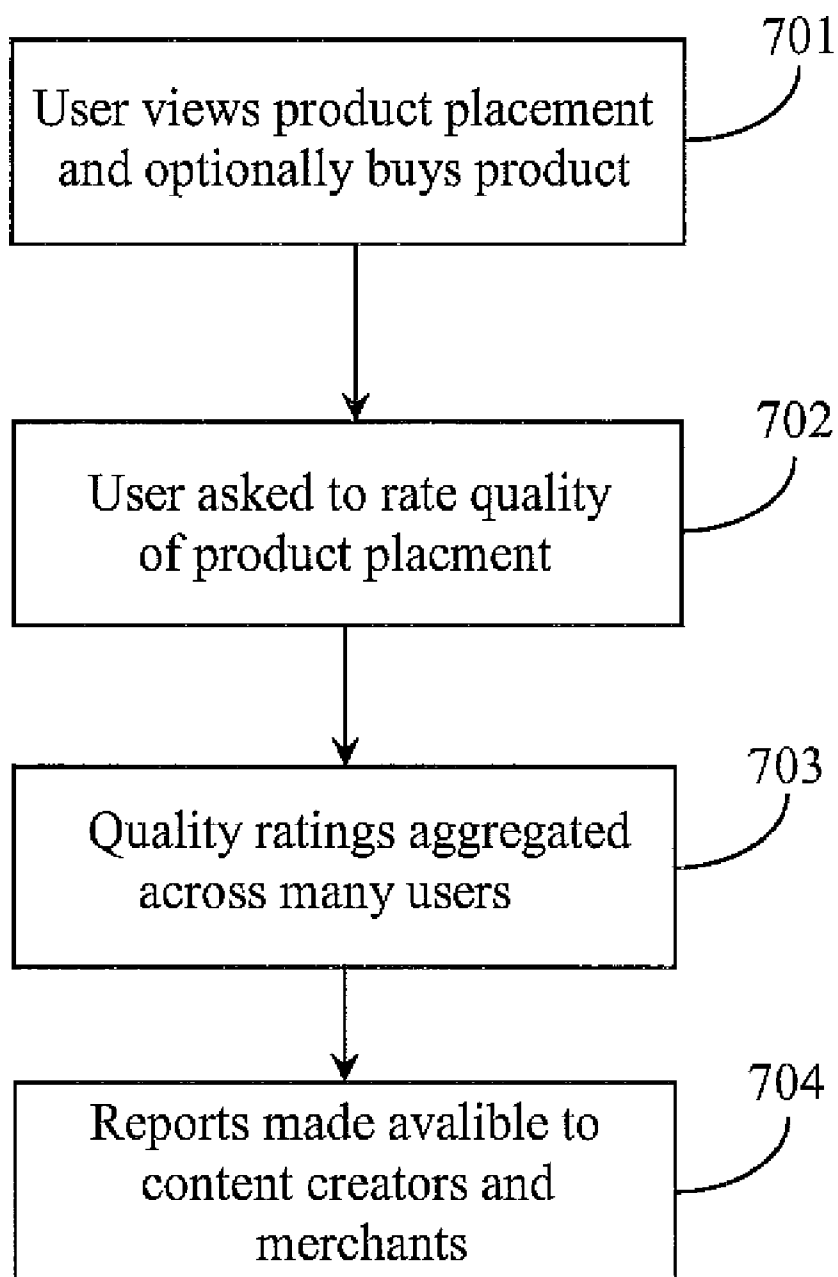 701
User views product placement
and optionally buys product
702
User asked to rate quality
of product placment
703
Quality ratings aggregated
across many users
704
Reports made avalible to
content creators and
merchants